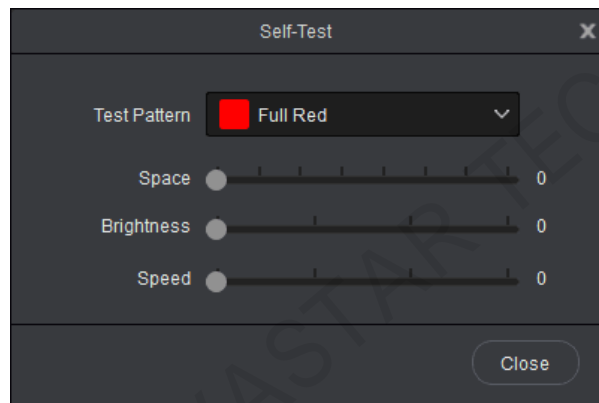 Self-Test
Test Pattern Full Red
Space 0
Brightness 0
Speed 0
Close